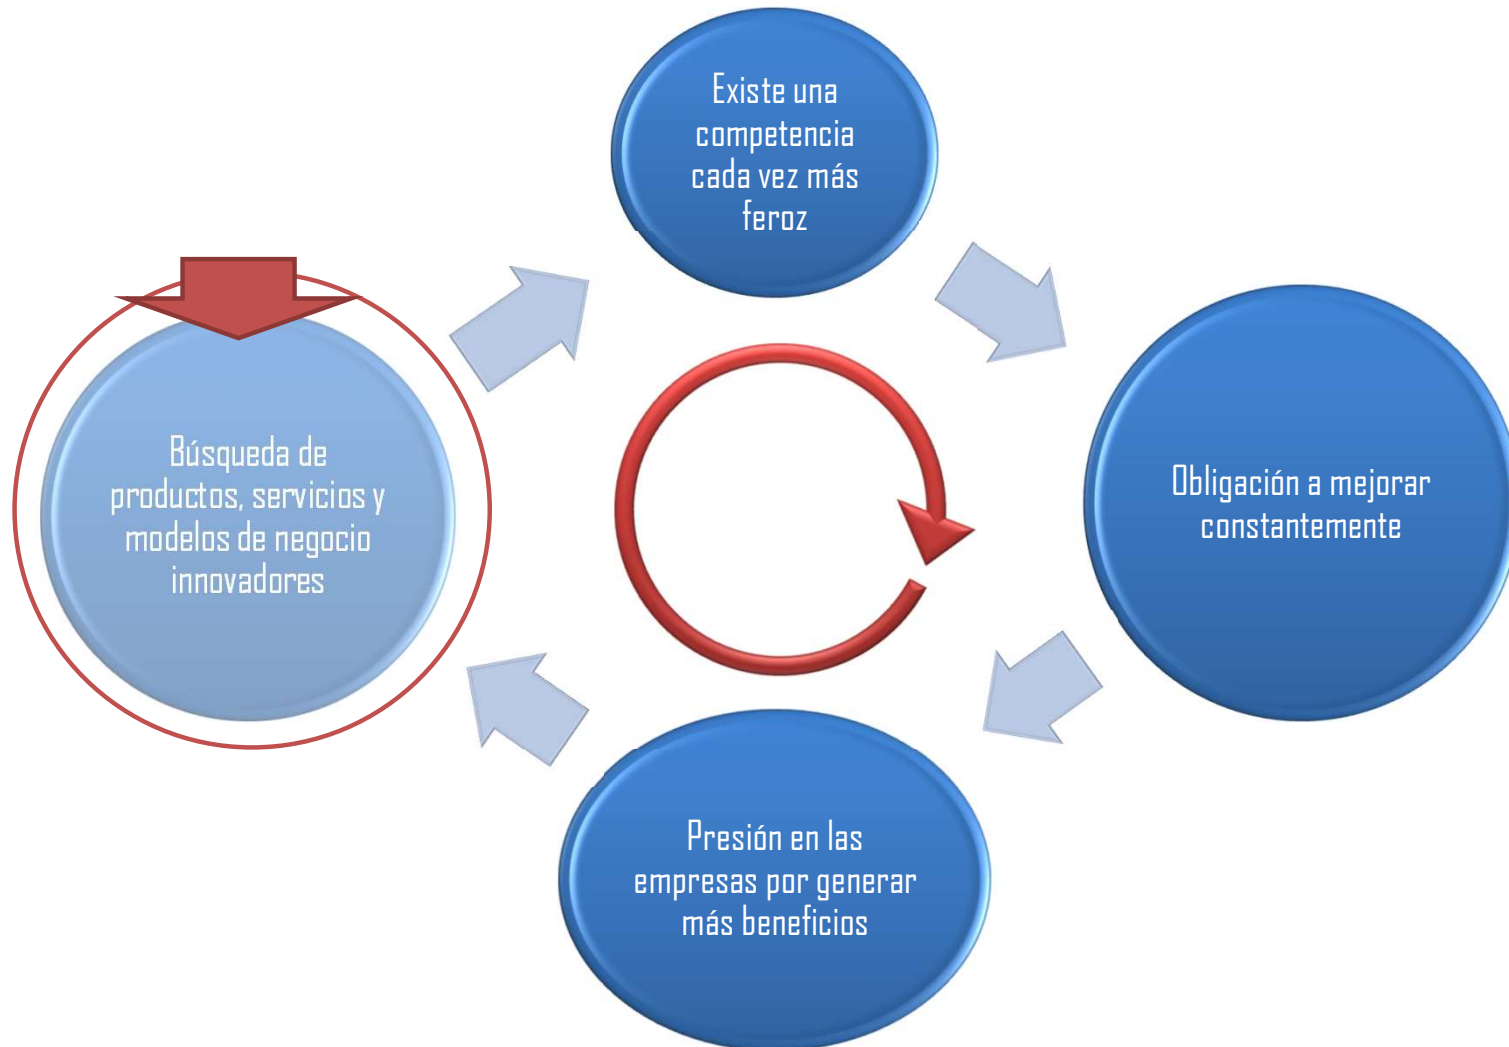 Existe una
competencia
cada vez más
feroz
Obligación a mejorar
constantemente
Presión en las
empresas por generar
más beneficios
Búsqueda de
productos, servicios y
modelos de negocio
innovadores